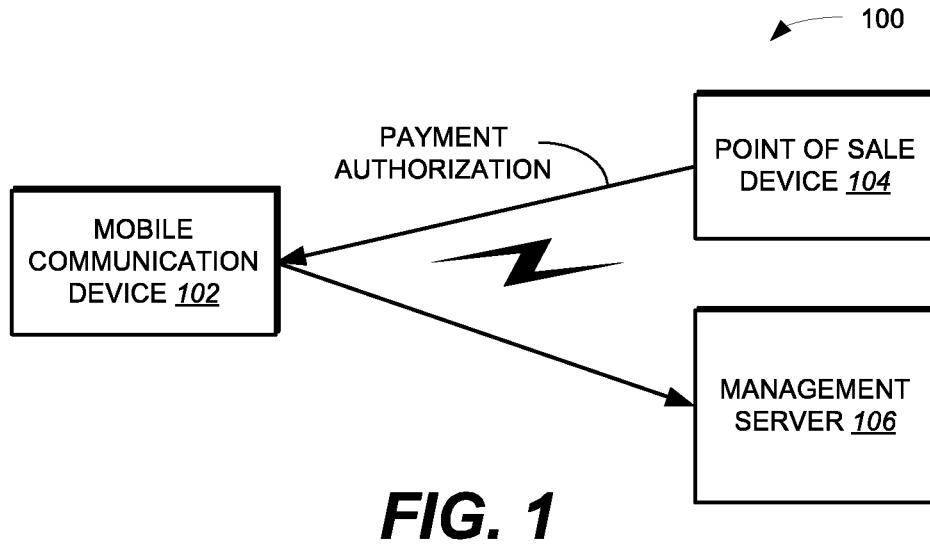 100
PAYMENT
AUTHORIZATION
POINT OF SALE
DEVICE 104
MOBILE
COMMUNICATION
DEVICE 102
MANAGEMENT
SERVER 106
FIG. 1